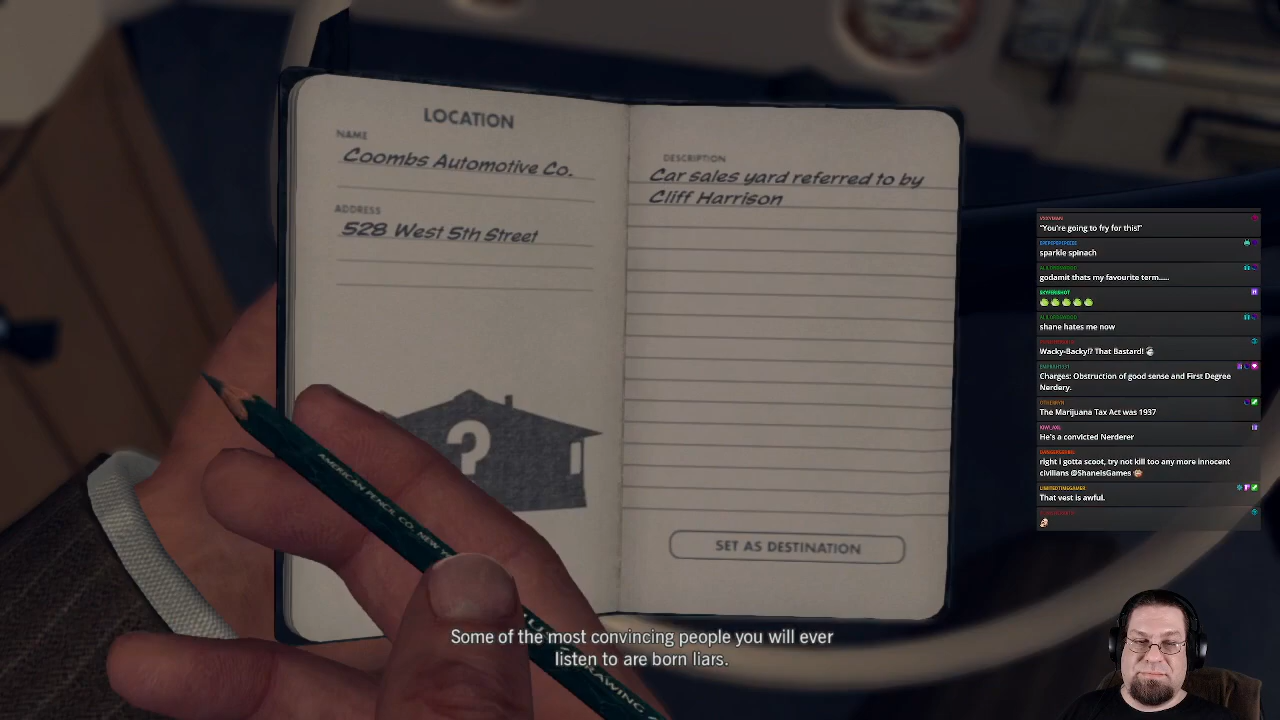 LOCATION
NAME
Coombs Automotive Co.
ADDRESS
528 West 5th Street
?
DESCRIPTION
Car sales yard referred to by
Cliff Harrison
SET AS DESTINATION
AMERICAN PENCIL CO. NEW
DRAWING
Some of the most convincing people you will ever
listen to are born liars.
"You're going to fry for this!"
sparkle spinach
godamit thats my favourite term.....
shane hates me now
Wacky-Backy!? That Bastard!
Charges: Obstruction of good sense and First Degree
Nerdery.
The Marijuana Tax Act was 1937
He's a convicted Nerderer
right i gotta scoot, try not kill too any more innocent
civilians @ShaneIsGames
LIMITEDTIMEGAMER
That vest is awful.